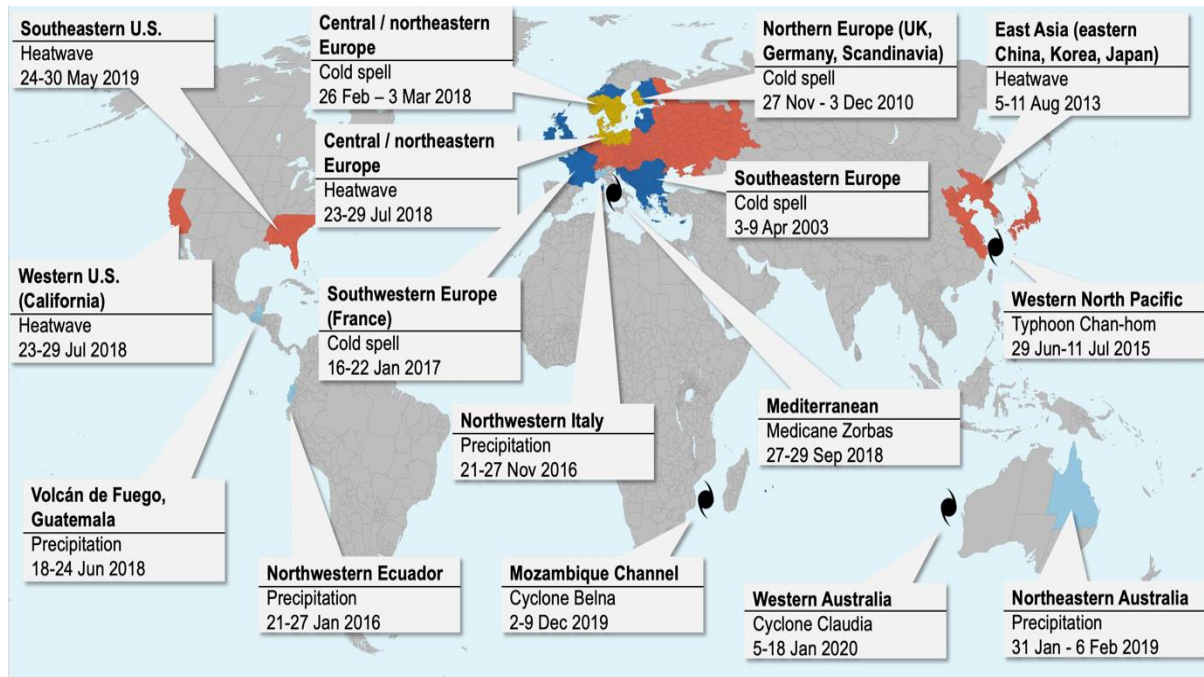 Southeastern U.S.
Heatwave
24-30 May 2019
Central / northeastern
Europe
Cold spell
26 Feb – 3 Mar 2018
Northern Europe (UK,
Germany, Scandinavia)
Cold spell
27 Nov - 3 Dec 2010
East Asia (eastern
China, Korea, Japan)
Heatwave
5-11 Aug 2013
Central / northeastern
Europe
Heatwave
23-29 Jul 2018
Southeastern Europe
Cold spell
3-9 Apr 2003
Western U.S.
(California)
Heatwave
23-29 Jul 2018
Southwestern Europe
(France)
Cold spell
16-22 Jan 2017
Western North Pacific
Typhoon Chan-hom
29 Jun-11 Jul 2015
Northwestern Italy
Precipitation
21-27 Nov 2016
Mediterranean
Medicane Zorbas
27-29 Sep 2018
Volcán de Fuego,
Guatemala
Precipitation
18-24 Jun 2018
Northwestern Ecuador
Precipitation
21-27 Jan 2016
Mozambique Channel
Cyclone Belna
2-9 Dec 2019
Western Australia
Cyclone Claudia
5-18 Jan 2020
Northeastern Australia
Precipitation
31 Jan - 6 Feb 2019